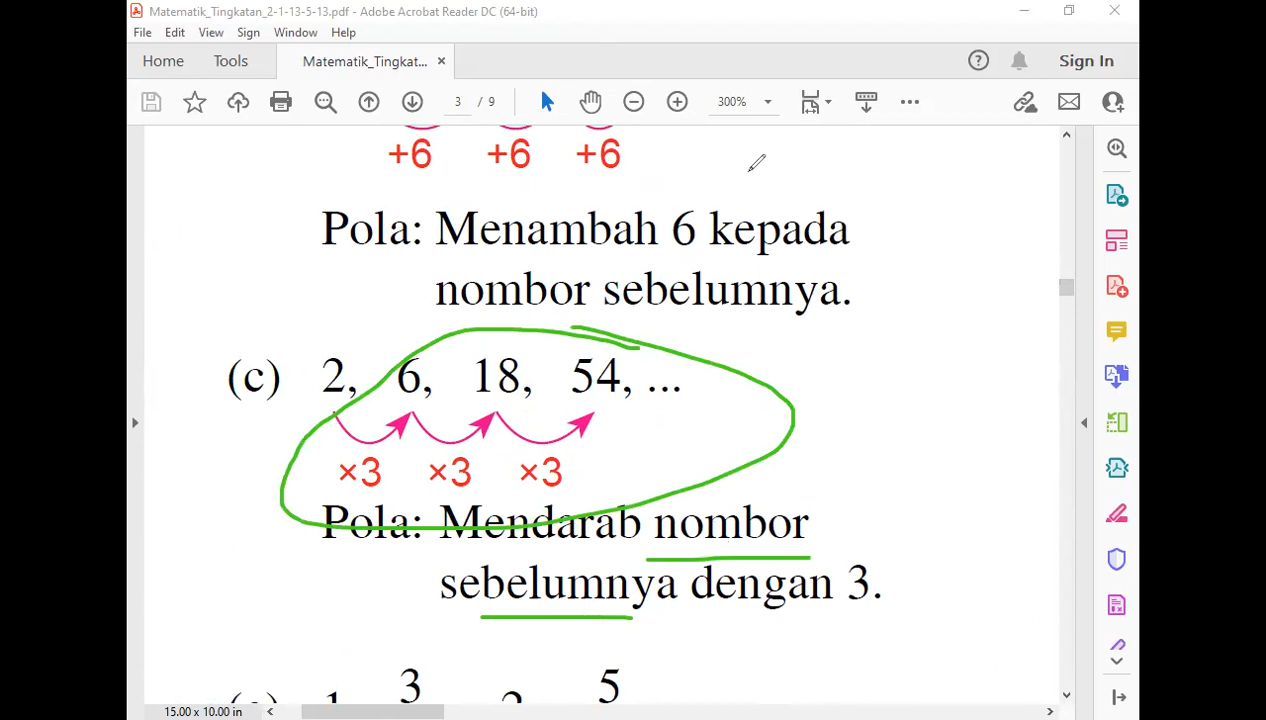 Matematik_Tingkatan_2-1-13-5-13.pdf - Adobe Acrobat Reader DC (64-bit)
File Edit View Sign Window Help
Home Tools Matematik_Tingkat... × Sign In
3 / 9 300%
+6 +6 +6
Pola: Menambah 6 kepada
nombor sebelumnya.
(c) 2, 6, 18, 54, ...
×3 ×3 ×3
Pola: Mendarab nombor
sebelumnya dengan 3.
3 5
1 2
15.00 x 10.00 in